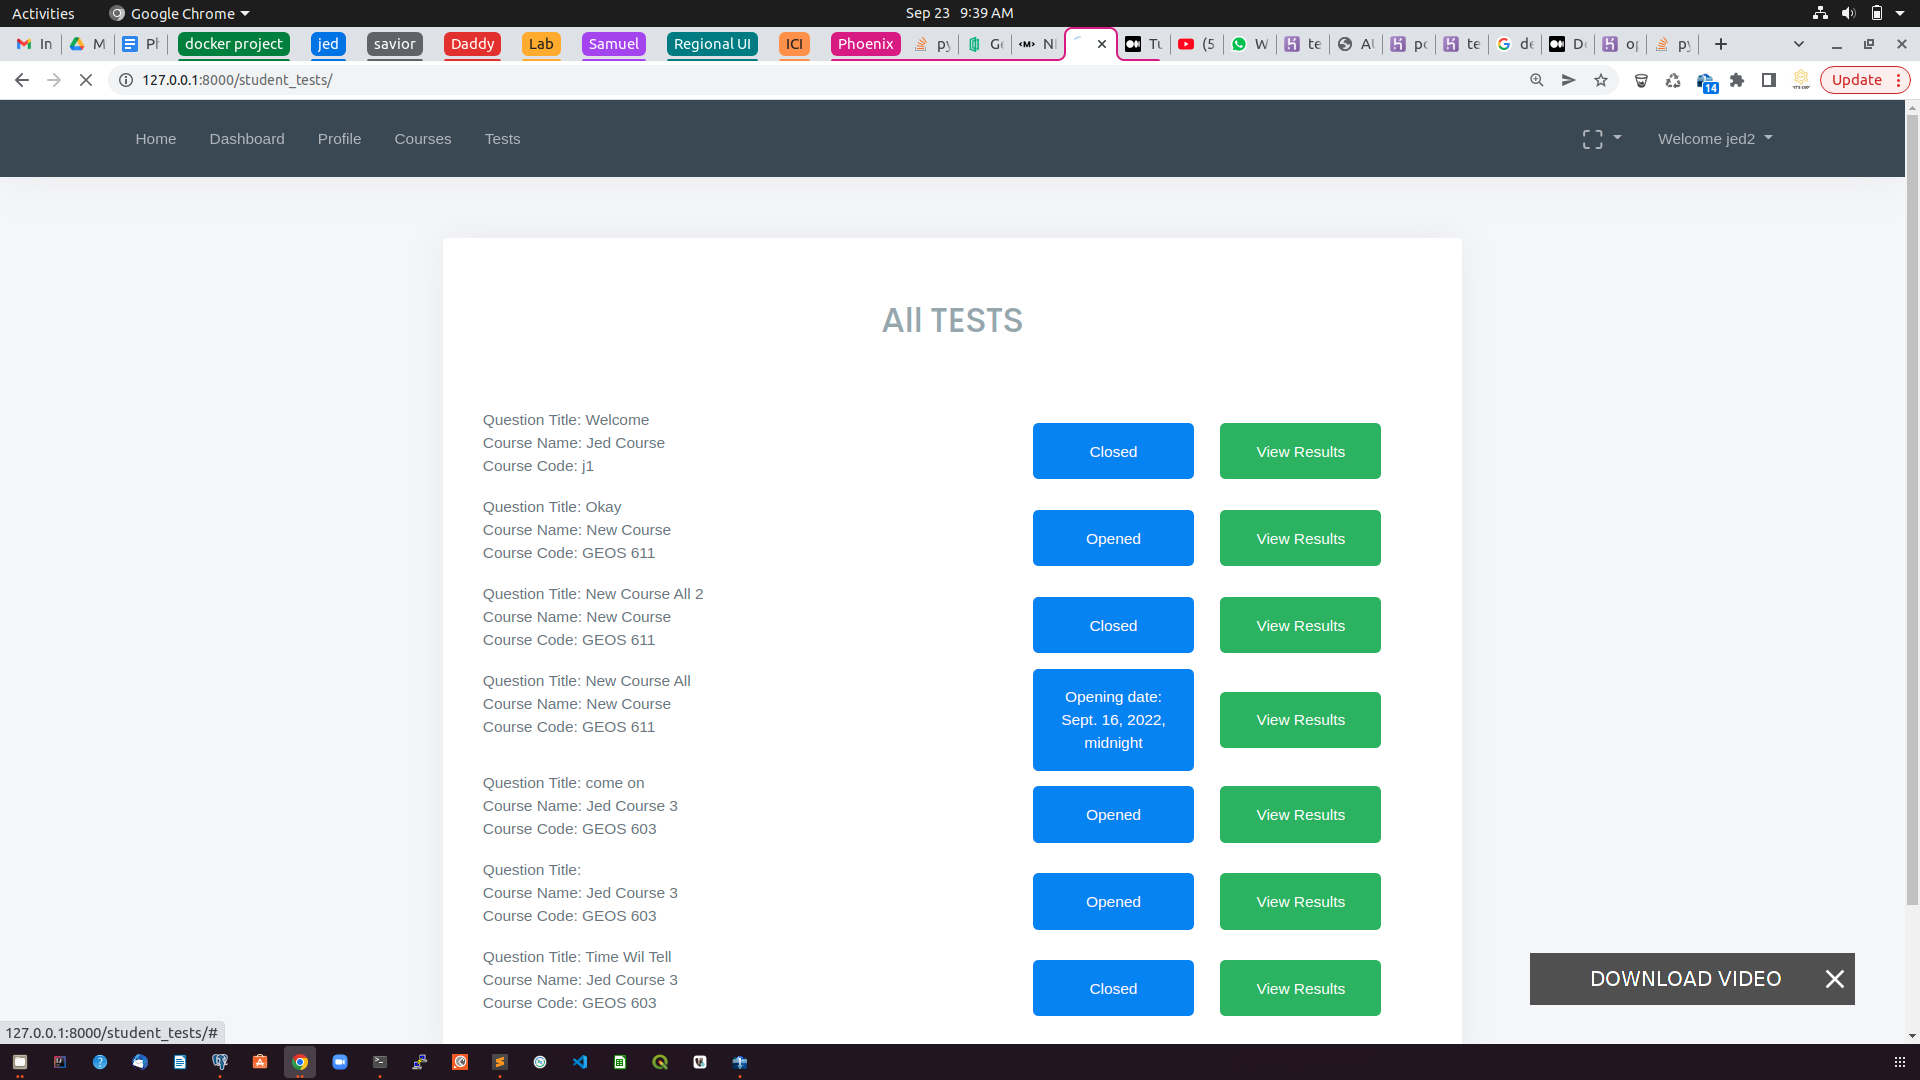 Activities
Google Chrome
Sep 23 9:39 AM
In
M
docker project
jed
savior
Daddy
Lab
Samuel
Regional UI
ICI
Phoenix
py
Ge
W
te
po
te
de
De
op
py
127.0.0.1:8000/student_tests/
14
Update
Home
Dashboard
Profile
Courses
Tests
Welcome jed2
All TESTS
Question Title: Welcome
Course Name: Jed Course
Course Code: j1
Closed
View Results
Question Title: Okay
Course Name: New Course
Course Code: GEOS 611
Opened
View Results
Question Title: New Course All 2
Course Name: New Course
Course Code: GEOS 611
Closed
View Results
Question Title: New Course All
Course Name: New Course
Course Code: GEOS 611
Opening date:
Sept. 16, 2022,
midnight
View Results
Question Title: come on
Course Name: Jed Course 3
Course Code: GEOS 603
Opened
View Results
Question Title:
Course Name: Jed Course 3
Course Code: GEOS 603
Opened
View Results
Question Title: Time Wil Tell
Course Name: Jed Course 3
Course Code: GEOS 603
Closed
View Results
DOWNLOAD VIDEO
127.0.0.1:8000/student_tests/#